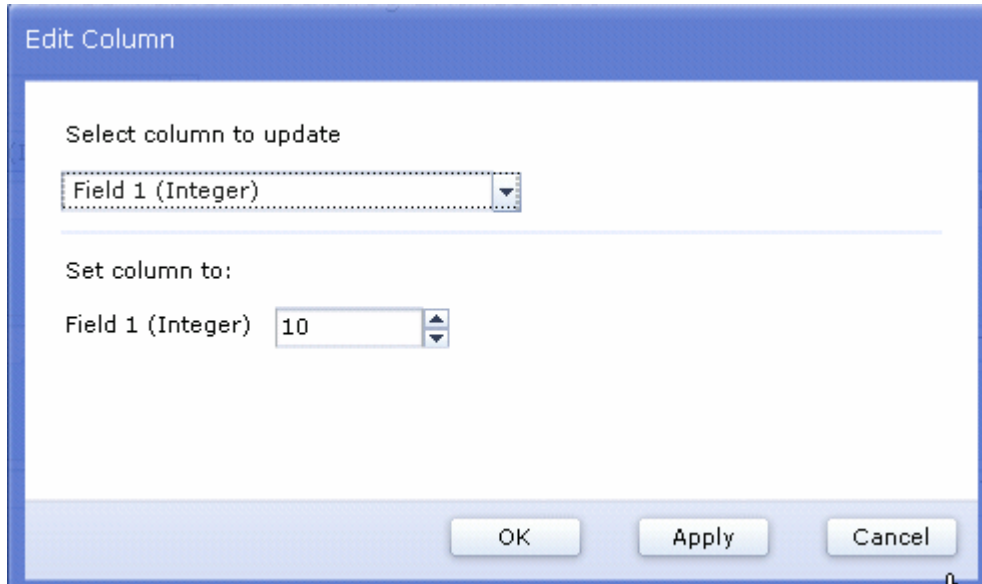 Edit Column
Select column to update
Field 1 (Integer)
Set column to:
Field 1 (Integer) 10
OK Apply Cancel